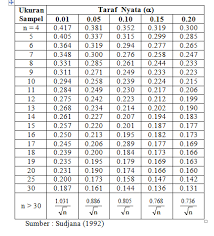 Ukuran Sampel Taraf Nyata (α)
0.01 0.05 0.10 0.15 0.20
n = 4 0.417 0.381 0.352 0.319 0.300
5 0.405 0.337 0.315 0.299 0.285
6 0.364 0.319 0.294 0.277 0.265
7 0.348 0.300 0.276 0.258 0.247
8 0.331 0.285 0.261 0.244 0.233
9 0.311 0.271 0.249 0.233 0.223
10 0.294 0.258 0.239 0.224 0.215
11 0.284 0.249 0.230 0.217 0.206
12 0.275 0.242 0.223 0.212 0.199
13 0.268 0.234 0.214 0.202 0.190
14 0.261 0.227 0.207 0.194 0.183
15 0.257 0.220 0.201 0.187 0.177
16 0.250 0.213 0.195 0.182 0.173
17 0.245 0.206 0.289 0.177 0.169
18 0.239 0.200 0.184 0.173 0.166
19 0.235 0.195 0.179 0.169 0.163
20 0.231 0.190 0.174 0.166 0.160
25 0.200 0.173 0.158 0.147 0.142
30 0.187 0.161 0.144 0.136 0.131
n > 30 1.031/√n 0.886/√n 0.805/√n 0.768/√n 0.736/√n
Sumber : Sudjana (1992)